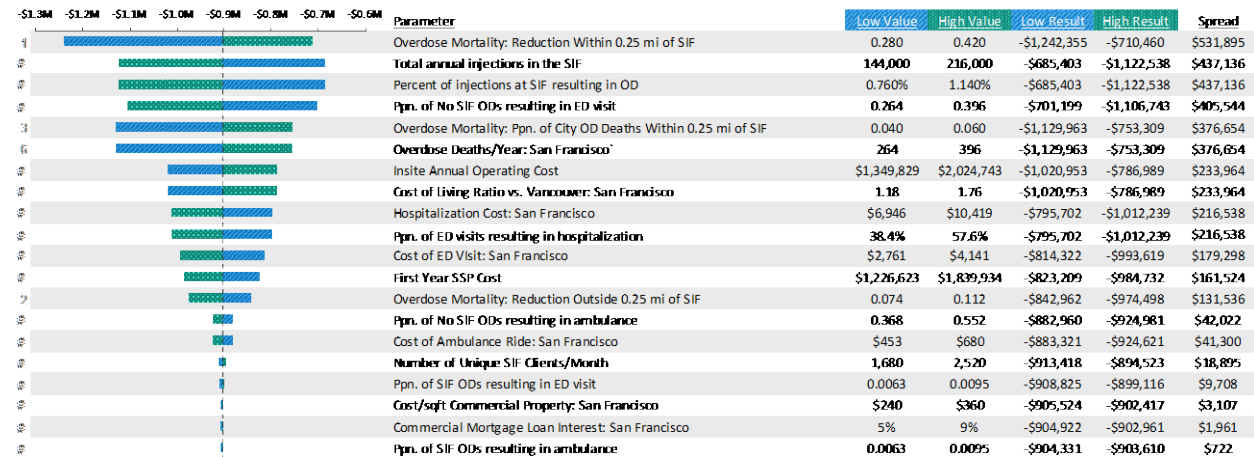 -$1.3M -$1.2M -$1.1M -$1.0M -$0.9M -$0.8M -$0.7M -$0.6M Parameter Low Value High Value Low Result High Result Spread
Overdose Mortality: Reduction Within 0.25 mi of SIF 0.280 0.420 -$1,242,355 -$710,460 $531,895
Total annual injections in the SIF 144,000 216,000 -$685,403 -$1,122,538 $437,136
Percent of injections at SIF resulting in OD 0.760% 1.140% -$685,403 -$1,122,538 $437,136
Ppn. of No SIF ODs resulting in ED visit 0.264 0.396 -$701,199 -$1,106,743 $405,544
Overdose Mortality: Ppn. of City OD Deaths Within 0.25 mi of SIF 0.040 0.060 -$1,129,963 -$753,309 $376,654
Overdose Deaths/Year: San Francisco` 264 396 -$1,129,963 -$753,309 $376,654
Insite Annual Operating Cost $1,349,829 $2,024,743 -$1,020,953 -$786,989 $233,964
Cost of Living Ratio vs. Vancouver: San Francisco 1.18 1.76 -$1,020,953 -$786,989 $233,964
Hospitalization Cost: San Francisco $6,946 $10,419 -$795,702 -$1,012,239 $216,538
Ppn. of ED visits resulting in hospitalization 38.4% 57.6% -$795,702 -$1,012,239 $216,538
Cost of ED VIsit: San Francisco $2,761 $4,141 -$814,322 -$993,619 $179,298
First Year SSP Cost $1,226,623 $1,839,934 -$823,209 -$984,732 $161,524
Overdose Mortality: Reduction Outside 0.25 mi of SIF 0.074 0.112 -$842,962 -$974,498 $131,536
Ppn. of No SIF ODs resulting in ambulance 0.368 0.552 -$882,960 -$924,981 $42,022
Cost of Ambulance Ride: San Francisco $453 $680 -$883,321 -$924,621 $41,300
Number of Unique SIF Clients/Month 1,680 2,520 -$913,418 -$894,523 $18,895
Ppn. of SIF ODs resulting in ED visit 0.0063 0.0095 -$908,825 -$899,116 $9,708
Cost/sqft Commercial Property: San Francisco $240 $360 -$905,524 -$902,417 $3,107
Commercial Mortgage Loan Interest: San Francisco 5% 9% -$904,922 -$902,961 $1,961
Ppn. of SIF ODs resulting in ambulance 0.0063 0.0095 -$904,331 -$903,610 $722